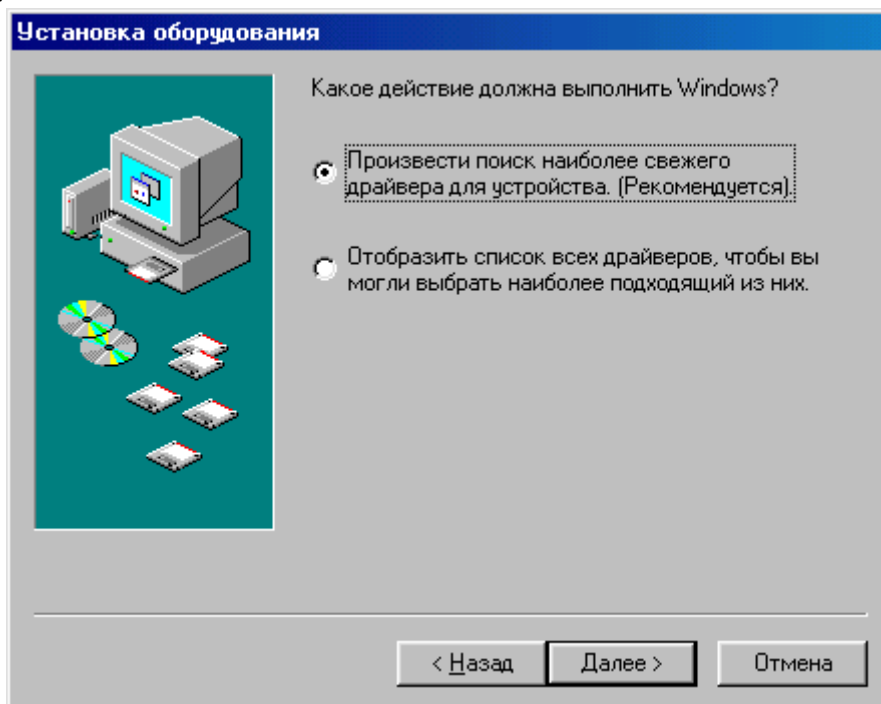 Установка оборудования
Какое действие должна выполнить Windows?
Произвести поиск наиболее свежего
драйвера для устройства. (Рекомендуется).
Отобразить список всех драйверов, чтобы вы
могли выбрать наиболее подходящий из них.
< Назад Далее > Отмена